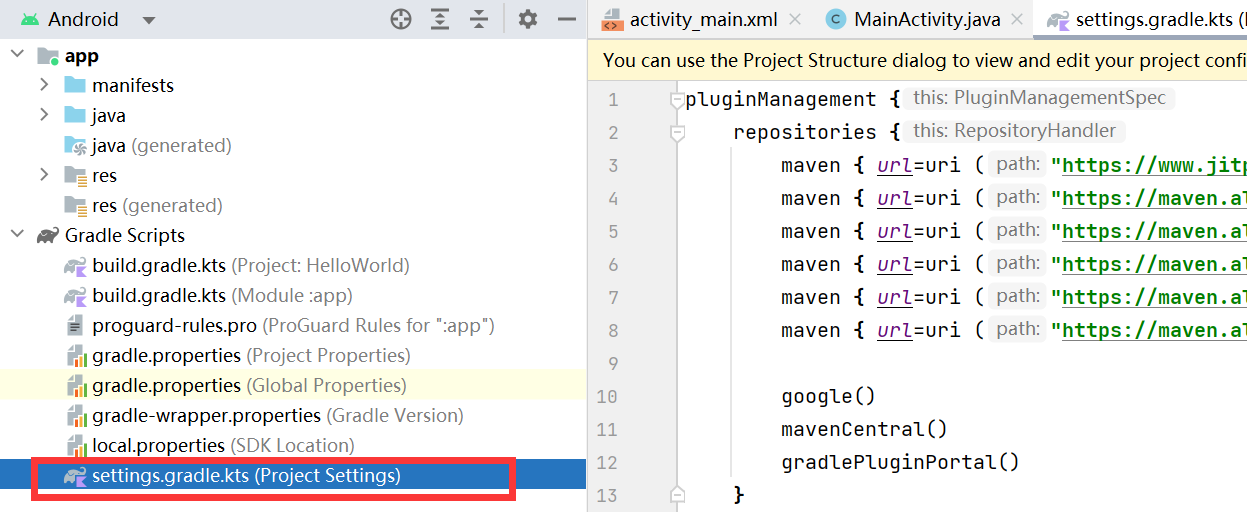 Android
app
manifests
java
java (generated)
res
res (generated)
Gradle Scripts
build.gradle.kts (Project: HelloWorld)
build.gradle.kts (Module :app)
proguard-rules.pro (ProGuard Rules for ":app")
gradle.properties (Project Properties)
gradle.properties (Global Properties)
gradle-wrapper.properties (Gradle Version)
local.properties (SDK Location)
settings.gradle.kts (Project Settings)
activity_main.xml
C MainActivity.java
settings.gradle.kts (
You can use the Project Structure dialog to view and edit your project confi
1 pluginManagement { this: PluginManagementSpec
2 repositories { this: RepositoryHandler
3 maven { url=uri ( path: "https://www.jitp
4 maven { url=uri ( path: "https://maven.al
5 maven { url=uri ( path: "https://maven.al
6 maven { url=uri ( path: "https://maven.al
7 maven { url=uri ( path: "https://maven.al
8 maven { url=uri ( path: "https://maven.al
9
10 google()
11 mavenCentral()
12 gradlePluginPortal()
13 }